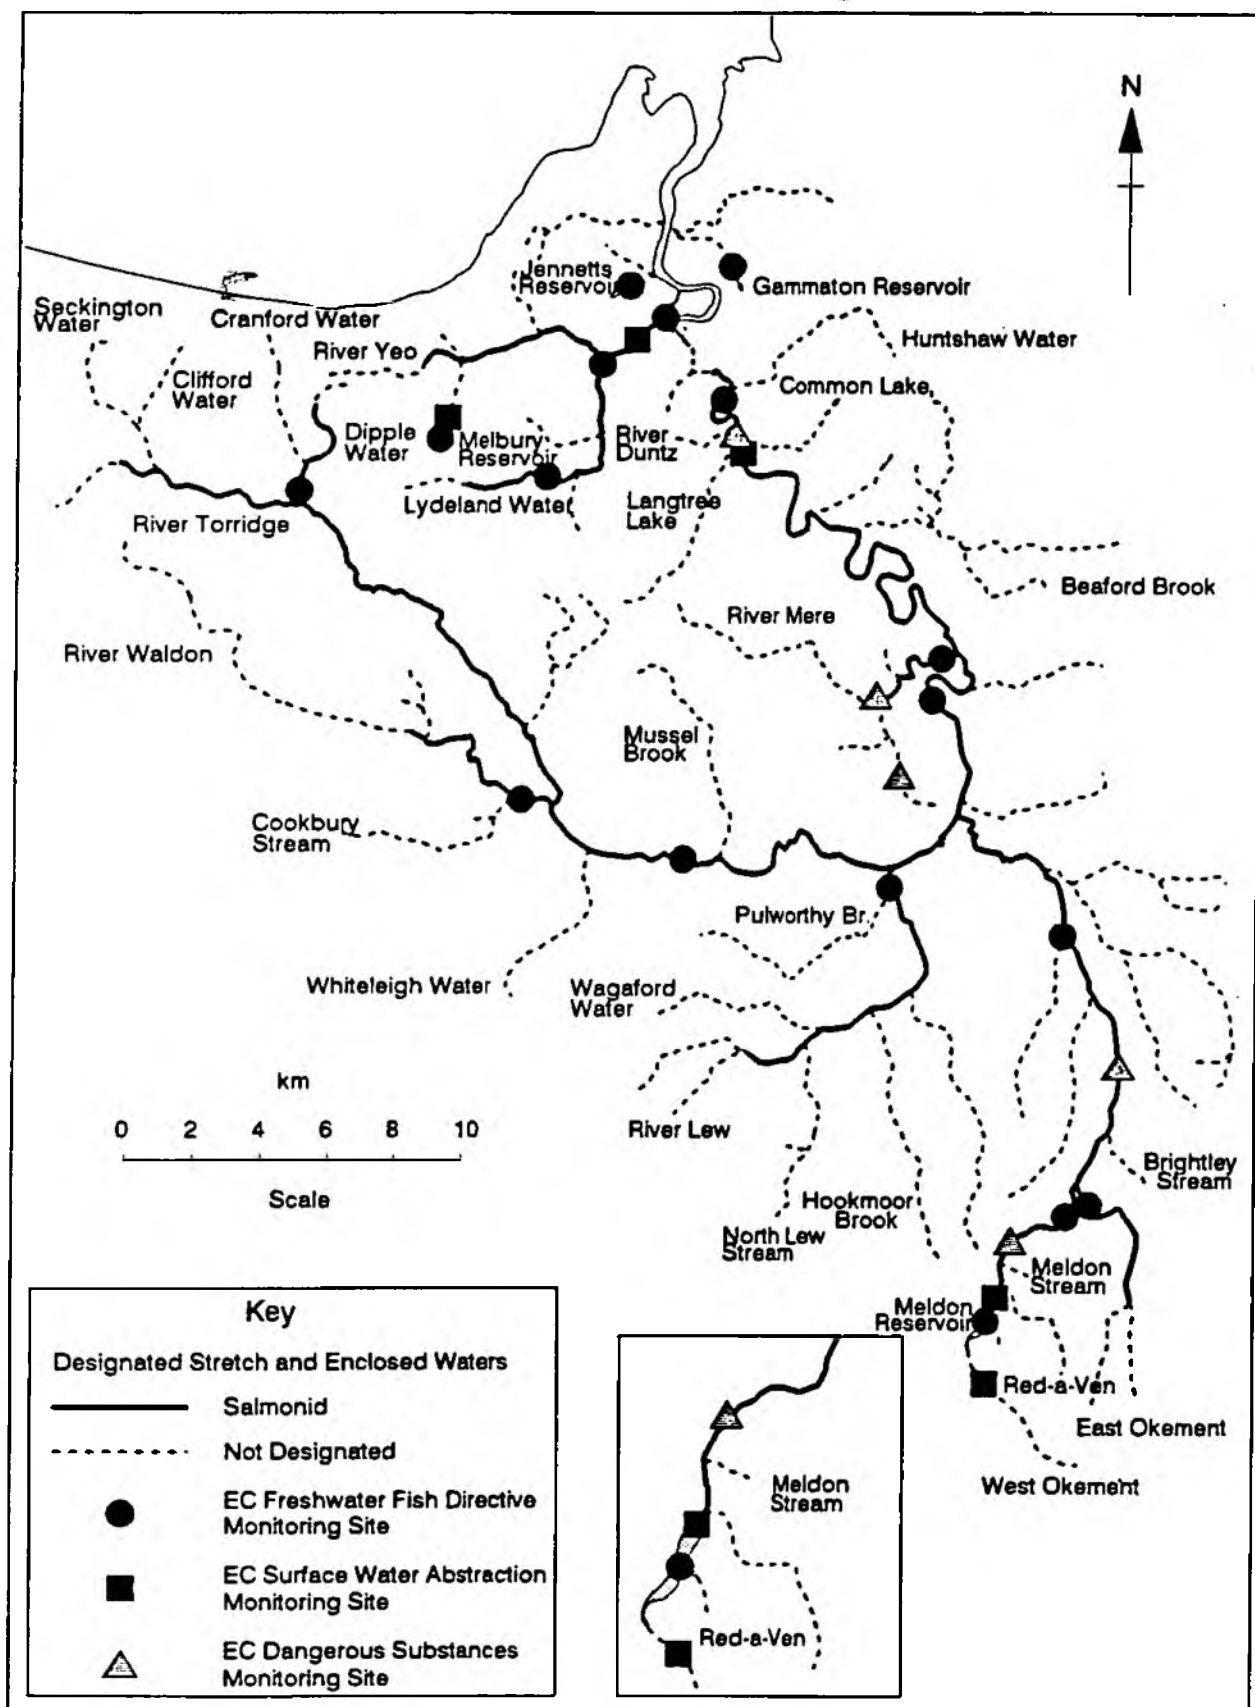 N
Jennetts
Reservoir
Gammaton Reservoir
Seckington
Water
Cranford Water
Huntshaw Water
River Yeo
Clifford
Water
Common Lake
Dipple
Water
Melbury
Reservoir
River
Duntz
Lydeland Water
Langtree
Lake
River Torridge
Beaford Brook
River Mere
River Waldon
Mussel
Brook
Cookbury
Stream
Pulworthy Br.
Whiteleigh Water
Wagaford
Water
km
0 2 4 6 8 10
Scale
River Lew
Brightley
Stream
Hookmoor
Brook
North Lew
Stream
Meldon
Stream
Meldon
Reservoir
Red-a-Ven
East Okement
West Okement
Key
Designated Stretch and Enclosed Waters
Salmonid
Not Designated
EC Freshwater Fish Directive
Monitoring Site
EC Surface Water Abstraction
Monitoring Site
EC Dangerous Substances
Monitoring Site
Meldon
Stream
Red-a-Ven